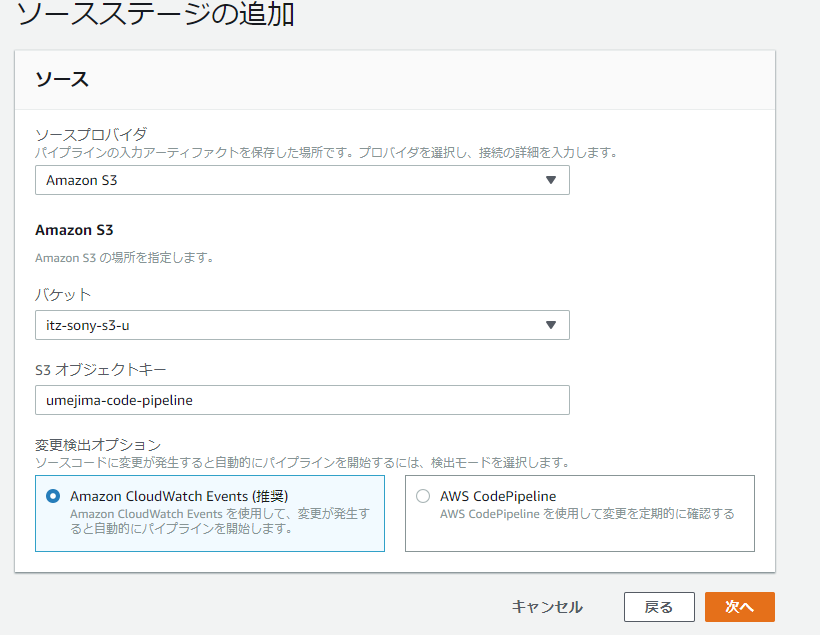 ソースステージの追加
ソース
ソースプロバイダ
パイプラインの入力アーティファクトを保存した場所です。プロバイダを選択し、接続の詳細を入力します。
Amazon S3
Amazon S3
Amazon S3 の場所を指定します。
バケット
itz-sony-s3-u
S3 オブジェクトキー
umejima-code-pipeline
変更検出オプション
ソースコードに変更が発生すると自動的にパイプラインを開始するには、検出モードを選択します。
Amazon CloudWatch Events (推奨)
Amazon CloudWatch Events を使用して、変更が発生す
ると自動的にパイプラインを開始します。
AWS CodePipeline
AWS CodePipeline を使用して変更を定期的に確認する
キャンセル
戻る
次へ